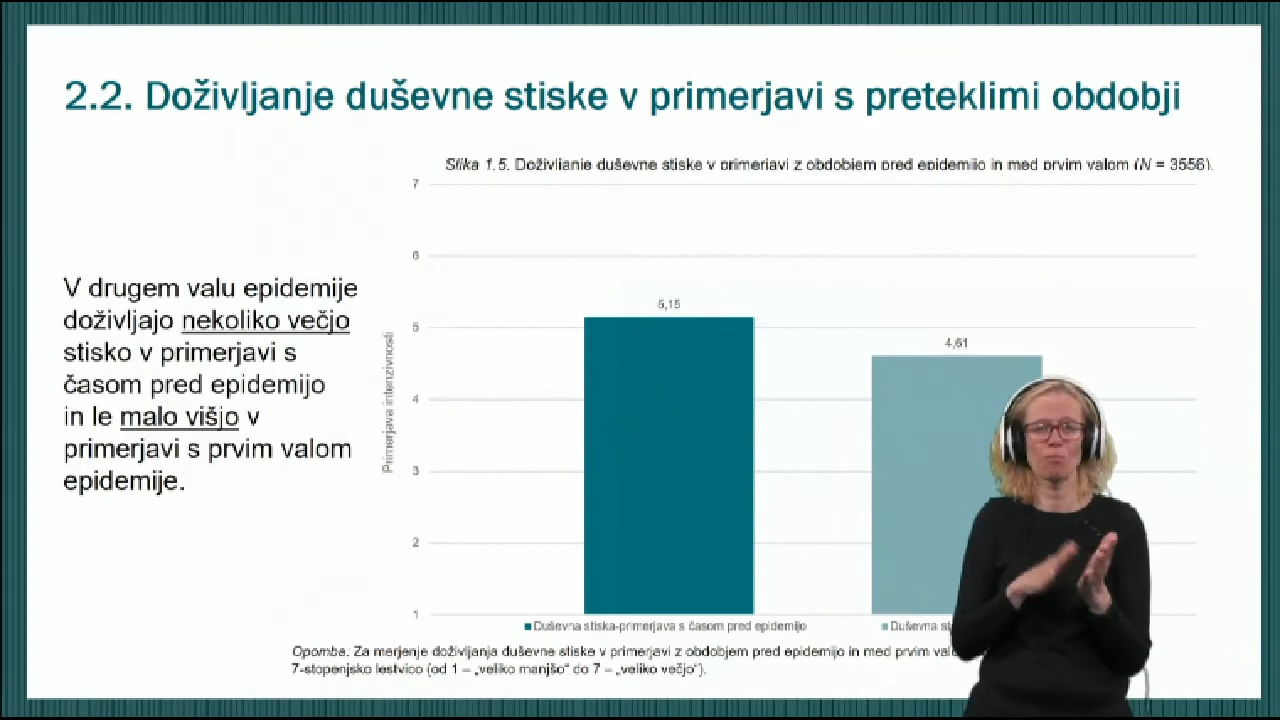 2.2. Doživljanje duševne stiske v primerjavi s preteklimi obdobji
Slika 1.5. Doživljanje duševne stiske v primerjavi z obdobjem pred epidemijo in med prvim valom (N = 3556).
V drugem valu epidemije
doživljajo nekoliko večjo
stisko v primerjavi s
časom pred epidemijo
in le malo višjo v
primerjavi s prvim valom
epidemije.
Primerjava intenzivnosti
7
6
5
4
3
2
1
5,15
4,61
Duševna stiska-primerjava s časom pred epidemijo
Duševna
Opomba. Za merjenje doživljanja duševne stiske v primerjavi z obdobjem pred epidemijo in med prvim
7-stopenjsko lestvico (od 1 – „veliko manjšo“ do 7 – „veliko večjo“).